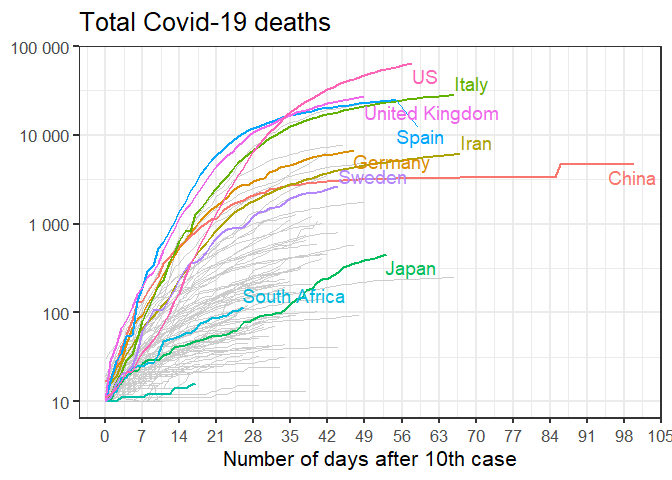 Total Covid-19 deaths
100 000
10 000
1 000
100
10
US
Italy
United Kingdom
Spain
Iran
Germany
Sweden
China
Japan
South Africa
0 7 14 21 28 35 42 49 56 63 70 77 84 91 98 105
Number of days after 10th case